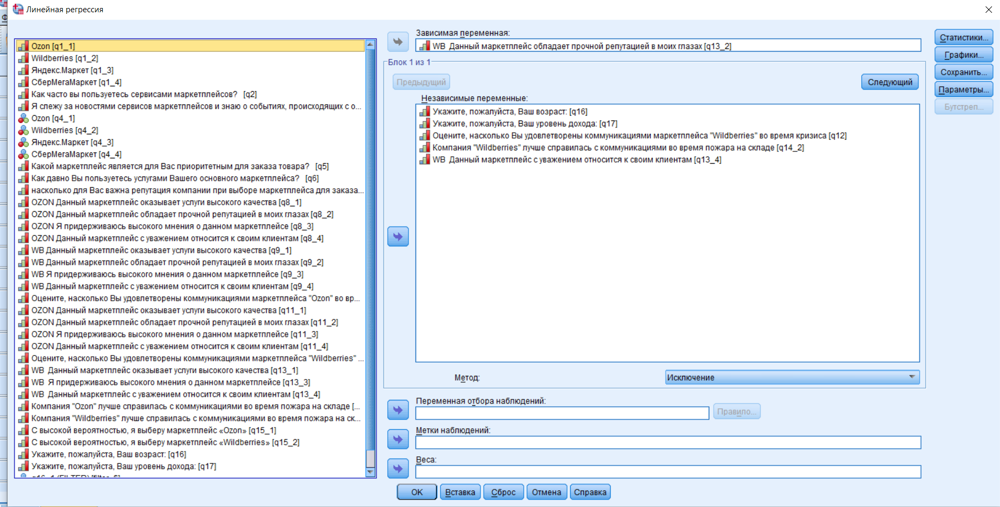 Линейная регрессия
Ozon [q1_1]
Wildberries [q1_2]
Яндекс.Маркет [q1_3]
СберМегаМаркет [q1_4]
Как часто вы пользуетесь сервисами маркетплейсов? [q2]
Я слежу за новостями сервисов маркетплейсов и знаю о событиях, происходящих с о...
Ozon [q4_1]
Wildberries [q4_2]
Яндекс.Маркет [q4_3]
СберМегаМаркет [q4_4]
Какой маркетплейс является для Вас приоритетным для заказа товара? [q5]
Как давно Вы пользуетесь услугами Вашего основного маркетплейса? [q6]
насколько для Вас важна репутация компании при выборе маркетплейса для заказа...
OZON Данный маркетплейс оказывает услуги высокого качества [q8_1]
OZON Данный маркетплейс обладает прочной репутацией в моих глазах [q8_2]
OZON Я придерживаюсь высокого мнения о данном маркетплейсе [q8_3]
OZON Данный маркетплейс с уважением относится к своим клиентам [q8_4]
WB Данный маркетплейс оказывает услуги высокого качества [q9_1]
WB Данный маркетплейс обладает прочной репутацией в моих глазах [q9_2]
WB Я придерживаюсь высокого мнения о данном маркетплейсе [q9_3]
WB Данный маркетплейс с уважением относится к своим клиентам [q9_4]
Оцените, насколько Вы удовлетворены коммуникациями маркетплейса "Ozon" во вр...
OZON Данный маркетплейс оказывает услуги высокого качества [q11_1]
OZON Данный маркетплейс обладает прочной репутацией в моих глазах [q11_2]
OZON Я придерживаюсь высокого мнения о данном маркетплейсе [q11_3]
OZON Данный маркетплейс с уважением относится к своим клиентам [q11_4]
Оцените, насколько Вы удовлетворены коммуникациями маркетплейса "Wildberries" ...
WB Данный маркетплейс оказывает услуги высокого качества [q13_1]
WB Я придерживаюсь высокого мнения о данном маркетплейсе [q13_3]
WB Данный маркетплейс с уважением относится к своим клиентам [q13_4]
Компания "Ozon" лучше справилась с коммуникациями во время пожара на складе [...
Компания "Wildberries" лучше справилась с коммуникациями во время пожара на ск...
С высокой вероятностью, я выберу маркетплейс «Ozon» [q15_1]
С высокой вероятностью, я выберу маркетплейс «Wildberries» [q15_2]
Укажите, пожалуйста, Ваш возраст: [q16]
Укажите, пожалуйста, Ваш уровень дохода: [q17]
Зависимая переменная:
WB Данный маркетплейс обладает прочной репутацией в моих глазах [q13_2]
Блок 1 из 1
Предыдущий
Следующий
Независимые переменные:
Укажите, пожалуйста, Ваш возраст: [q16]
Укажите, пожалуйста, Ваш уровень дохода: [q17]
Оцените, насколько Вы удовлетворены коммуникациями маркетплейса "Wildberries" во время кризиса [q12]
Компания "Wildberries" лучше справилась с коммуникациями во время пожара на складе [q14_2]
WB Данный маркетплейс с уважением относится к своим клиентам [q13_4]
Метод:
Исключение
Переменная отбора наблюдений:
Правило...
Метки наблюдений:
Веса:
Статистики...
Графики...
Сохранить...
Параметры...
Бутстреп...
OK
Вставка
Сброс
Отмена
Справка